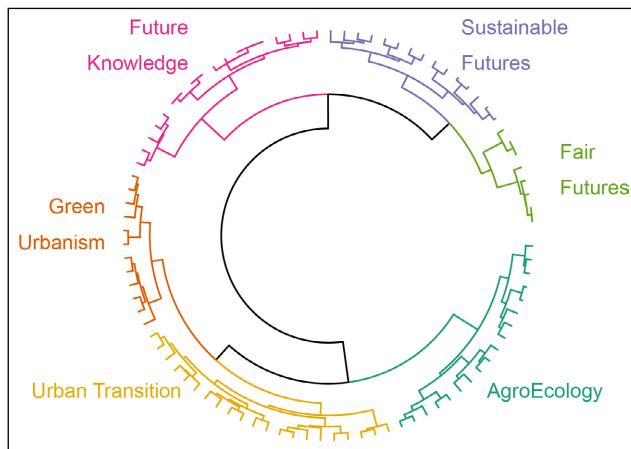 Future
Knowledge
Sustainable
Futures
Fair
Futures
Green
Urbanism
Urban Transition
AgroEcology